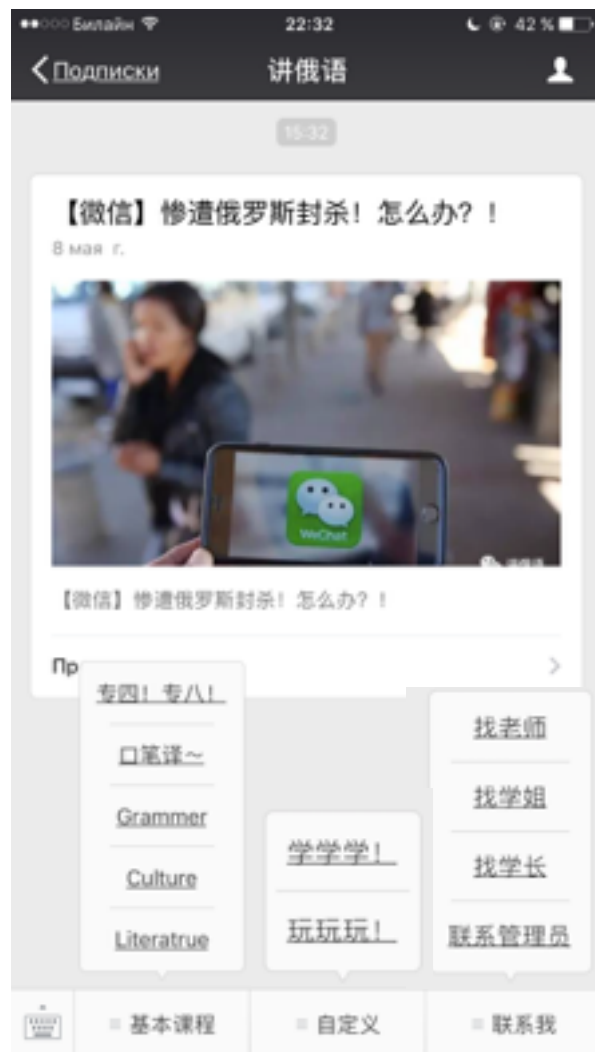 Билайн 22:32 42 %
Подписки 讲俄语
15:32
【微信】惨遭俄罗斯封杀！怎么办？！
8 мая г.
WeChat
【微信】惨遭俄罗斯封杀！怎么办？！
Пр
专四！专八！
口笔译～
Grammer
Culture
Literatrue
学学学！
玩玩玩！
找老师
找学姐
找学长
联系管理员
基本课程 自定义 联系我